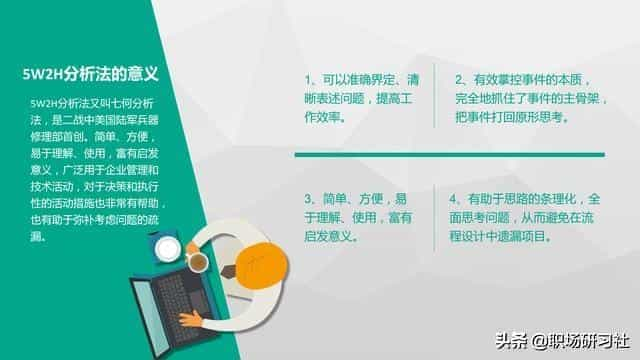 5W2H分析法的意义
5W2H分析法又叫七何分析
法，是二战中美国陆军兵器
修理部首创。简单、方便，
易于理解、使用，富有启发
意义，广泛用于企业管理和
技术活动，对于决策和执行
性的活动措施也非常有帮助，
也有助于弥补考虑问题的疏
漏。
1、可以准确界定、清
晰表述问题，提高工
作效率。
2、有效掌控事件的本质，
完全地抓住了事件的主骨架，
把事件打回原形思考。
3、简单、方便，易
于理解、使用，富有
启发意义。
4、有助于思路的条理化，全
面思考问题，从而避免在流
程设计中遗漏项目。
头条 @职场研习社